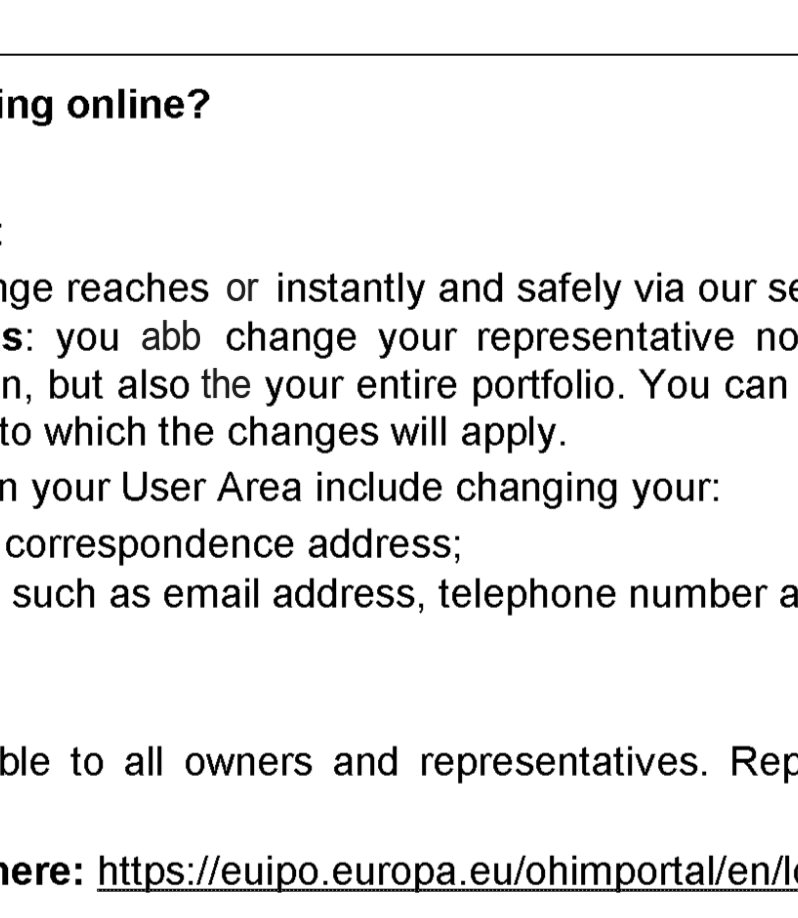 ing online?
:
nge reaches or instantly and safely via our se
s: you abb change your representative no
n, but also the your entire portfolio. You can
to which the changes will apply.
n your User Area include changing your:
correspondence address;
such as email address, telephone number a
ble to all owners and representatives. Rep
here: https://euipo.europa.eu/ohimportal/en/lo